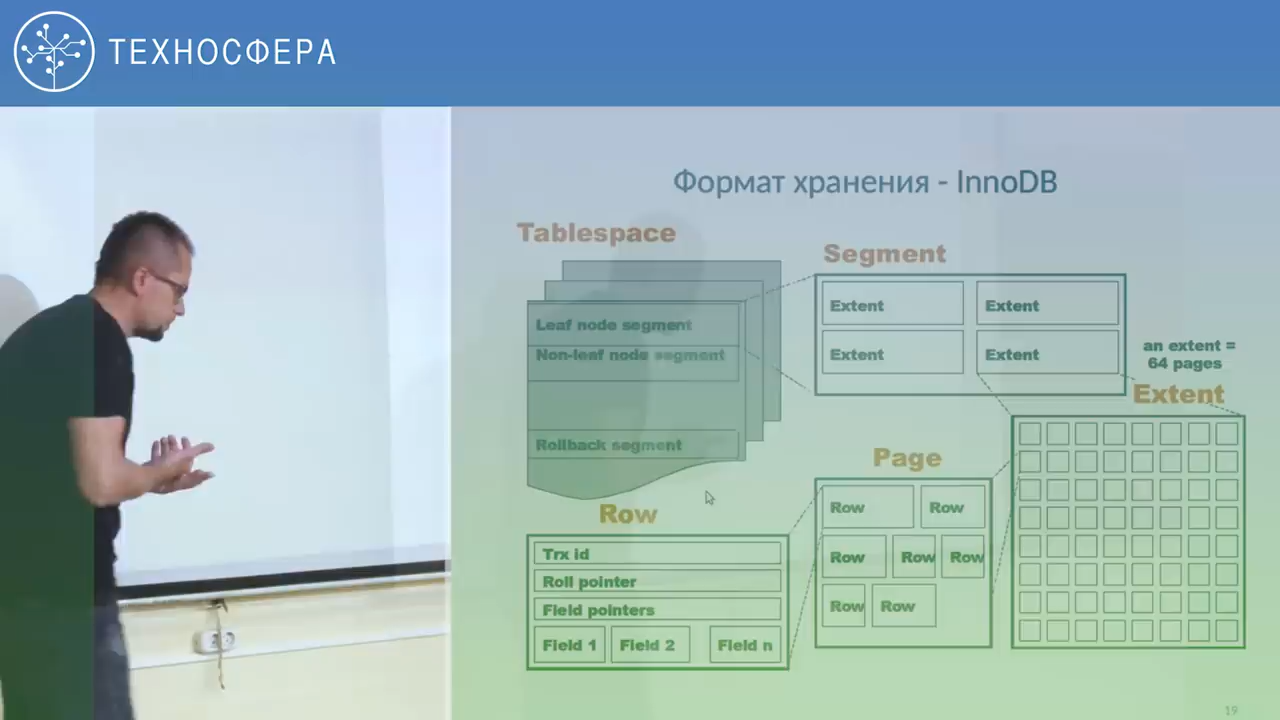 ТЕХНОСФЕРА
Формат хранения - InnoDB
Tablespace
Leaf node segment
Non-leaf node segment
Rollback segment
Segment
Extent
Extent
Extent
Extent
an extent =
64 pages
Extent
Page
Row
Row
Row
Row
Row
Row
Row
Row
Trx id
Roll pointer
Field pointers
Field 1
Field 2
Field n
19